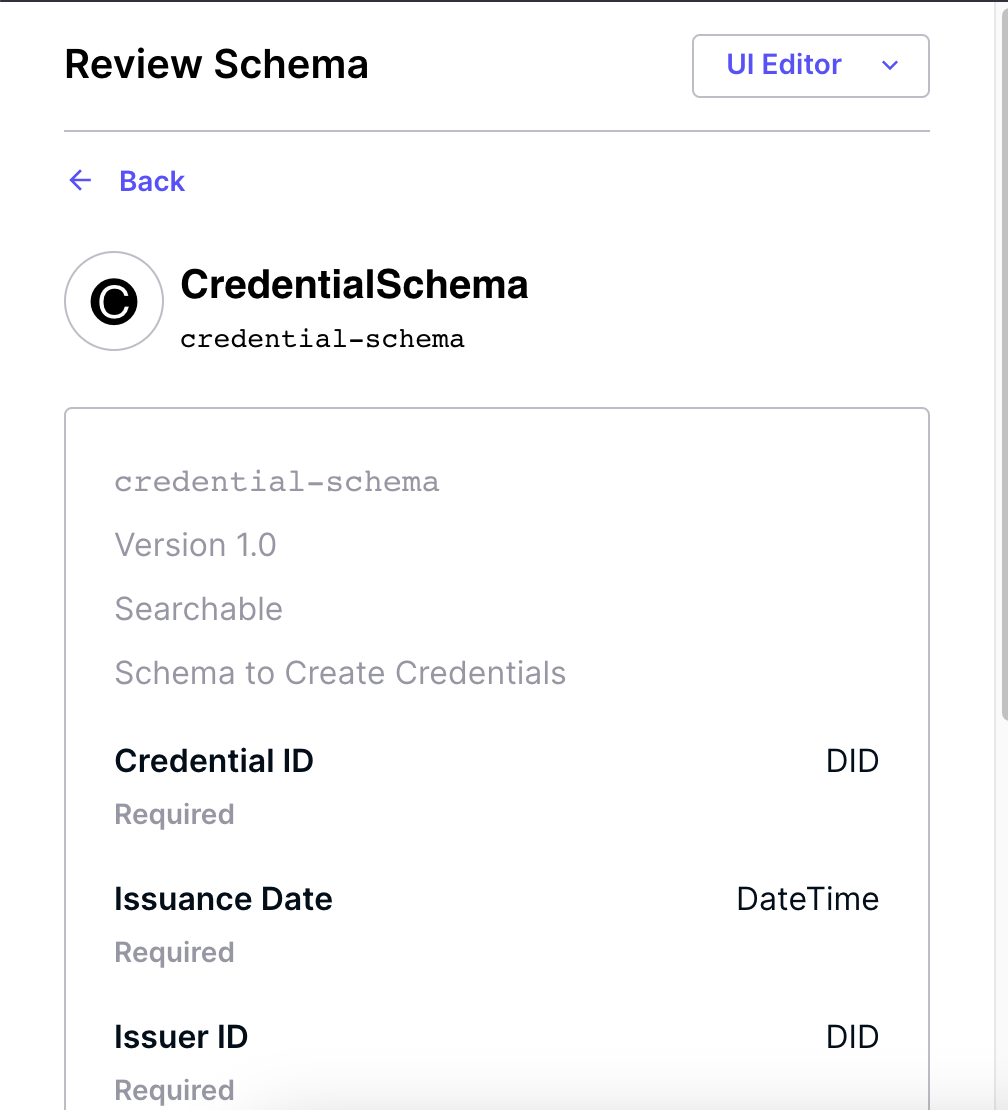 Review Schema
UI Editor
Back
C
CredentialSchema
credential-schema
credential-schema
Version 1.0
Searchable
Schema to Create Credentials
Credential ID DID
Required
Issuance Date DateTime
Required
Issuer ID DID
Required